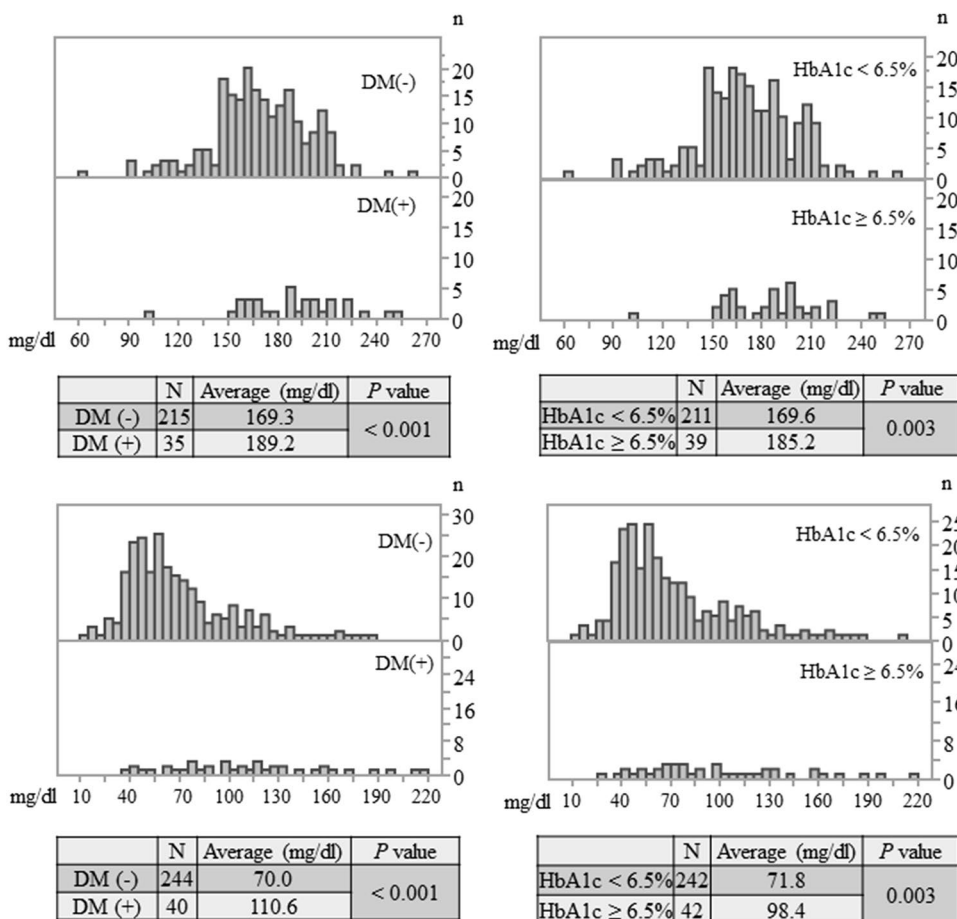 n
DM(-)
20
15
10
5
0
DM(+)
20
15
10
5
0
mg/dl 60 90 120 150 180 210 240 270
n
HbA1c < 6.5%
20
15
10
5
0
HbA1c ≥ 6.5%
20
15
10
5
0
mg/dl 60 90 120 150 180 210 240 270
N Average (mg/dl) P value
DM (-) 215 169.3 < 0.001
DM (+) 35 189.2
N Average (mg/dl) P value
HbA1c < 6.5% 211 169.6 0.003
HbA1c ≥ 6.5% 39 185.2
n
DM(-)
30
20
10
0
DM(+)
24
16
8
0
mg/dl 10 40 70 100 130 160 190 220
n
HbA1c < 6.5%
25
20
15
10
5
0
HbA1c ≥ 6.5%
24
16
8
0
mg/dl 10 40 70 100 130 160 190 220
N Average (mg/dl) P value
DM (-) 244 70.0 < 0.001
DM (+) 40 110.6
N Average (mg/dl) P value
HbA1c < 6.5% 242 71.8 0.003
HbA1c ≥ 6.5% 42 98.4